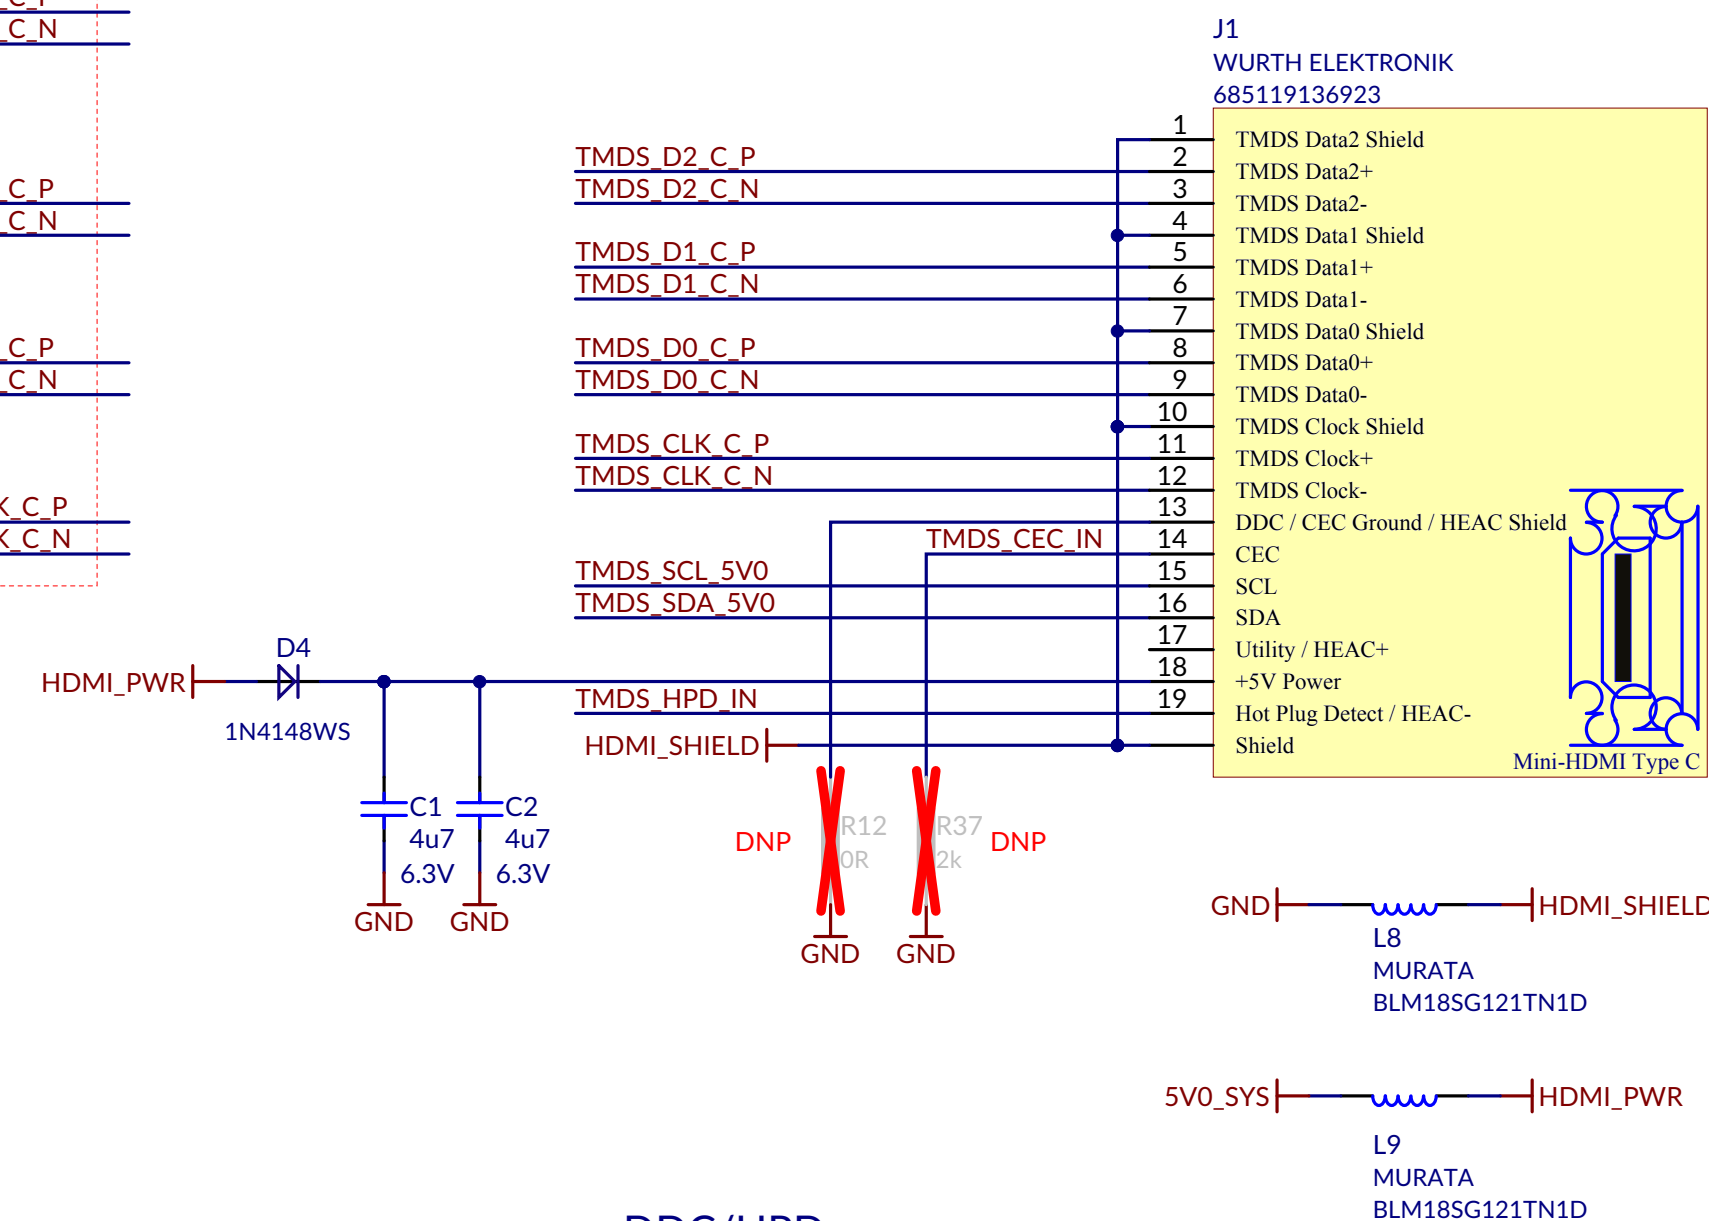 _C_N
_C_P
_C_N
_C_P
_C_N
K_C_P
K_C_N
J1
WURTH ELEKTRONIK
685119136923
1 TMDS Data2 Shield
TMDS_D2_C_P 2 TMDS Data2+
TMDS_D2_C_N 3 TMDS Data2-
4 TMDS Data1 Shield
TMDS_D1_C_P 5 TMDS Data1+
TMDS_D1_C_N 6 TMDS Data1-
7 TMDS Data0 Shield
TMDS_D0_C_P 8 TMDS Data0+
TMDS_D0_C_N 9 TMDS Data0-
10 TMDS Clock Shield
TMDS_CLK_C_P 11 TMDS Clock+
TMDS_CLK_C_N 12 TMDS Clock-
13 DDC / CEC Ground / HEAC Shield
TMDS_CEC_IN 14 CEC
TMDS_SCL_5V0 15 SCL
TMDS_SDA_5V0 16 SDA
17 Utility / HEAC+
18 +5V Power
TMDS_HPD_IN 19 Hot Plug Detect / HEAC-
HDMI_SHIELD Shield
Mini-HDMI Type C
D4
HDMI_PWR
1N4148WS
C1
4u7
6.3V
GND
C2
4u7
6.3V
GND
DNP
R12
0R
GND
R37
2k
DNP
GND
GND HDMI_SHIELD
L8
MURATA
BLM18SG121TN1D
5V0_SYS HDMI_PWR
L9
MURATA
BLM18SG121TN1D
DDC/HPD